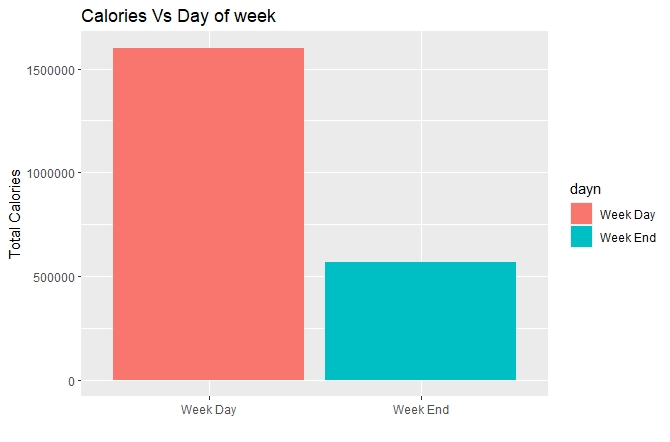 Calories Vs Day of week
Total Calories
1500000
1000000
500000
0
Week Day
Week End
dayn
Week Day
Week End